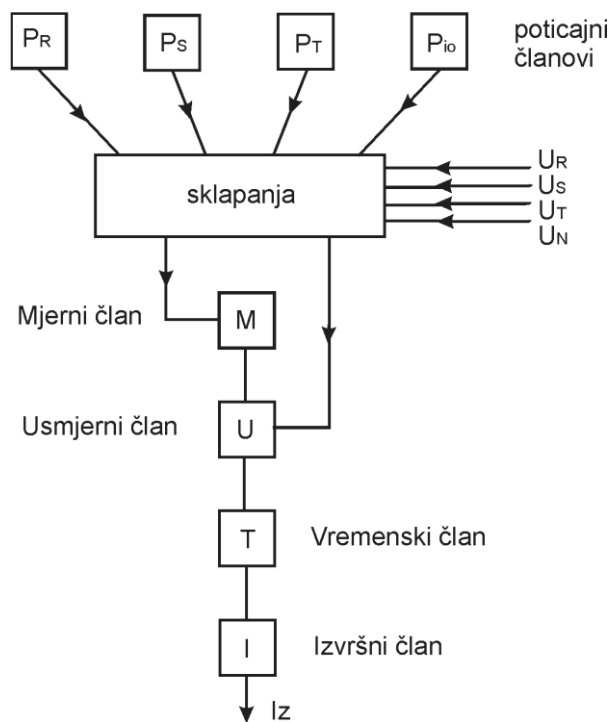 PR PS PT Pio poticajni
članovi
sklapanja
UR
US
UT
UN
Mjerni član M
Usmjerni član U
T Vremenski član
I Izvršni član
Iz